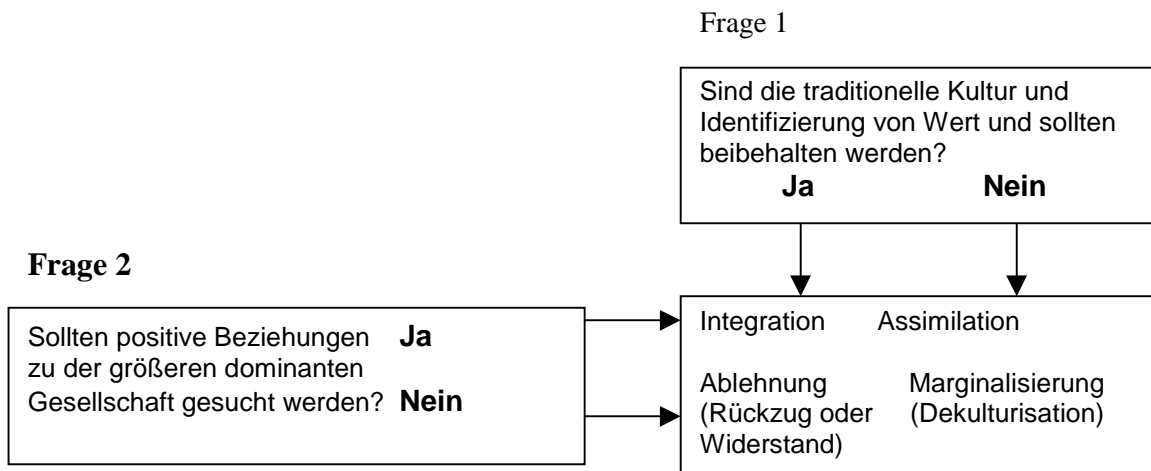 Frage 1
Sind die traditionelle Kultur und
Identifizierung von Wert und sollten
beibehalten werden?
Ja Nein
Frage 2
Sollten positive Beziehungen Ja
zu der größeren dominanten
Gesellschaft gesucht werden? Nein
Integration Assimilation
Ablehnung Marginalisierung
(Rückzug oder (Dekulturisation)
Widerstand)